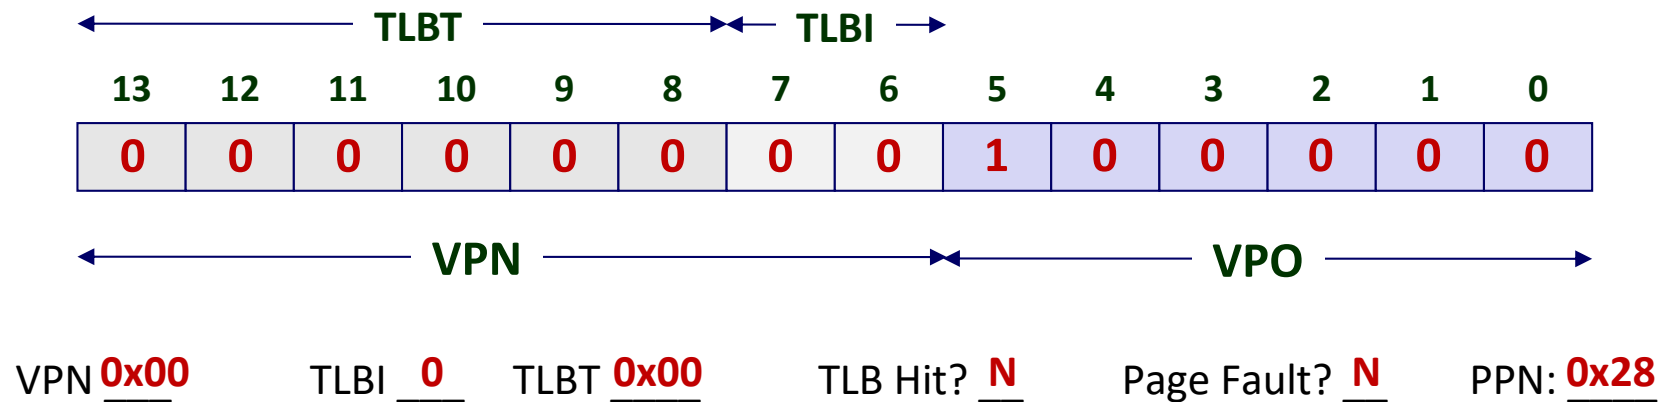 TLBT TLBI
13 12 11 10 9 8 7 6 5 4 3 2 1 0
0 0 0 0 0 0 0 0 1 0 0 0 0 0
VPN VPO
VPN 0x00 TLBI 0 TLBT 0x00 TLB Hit? N Page Fault? N PPN: 0x28